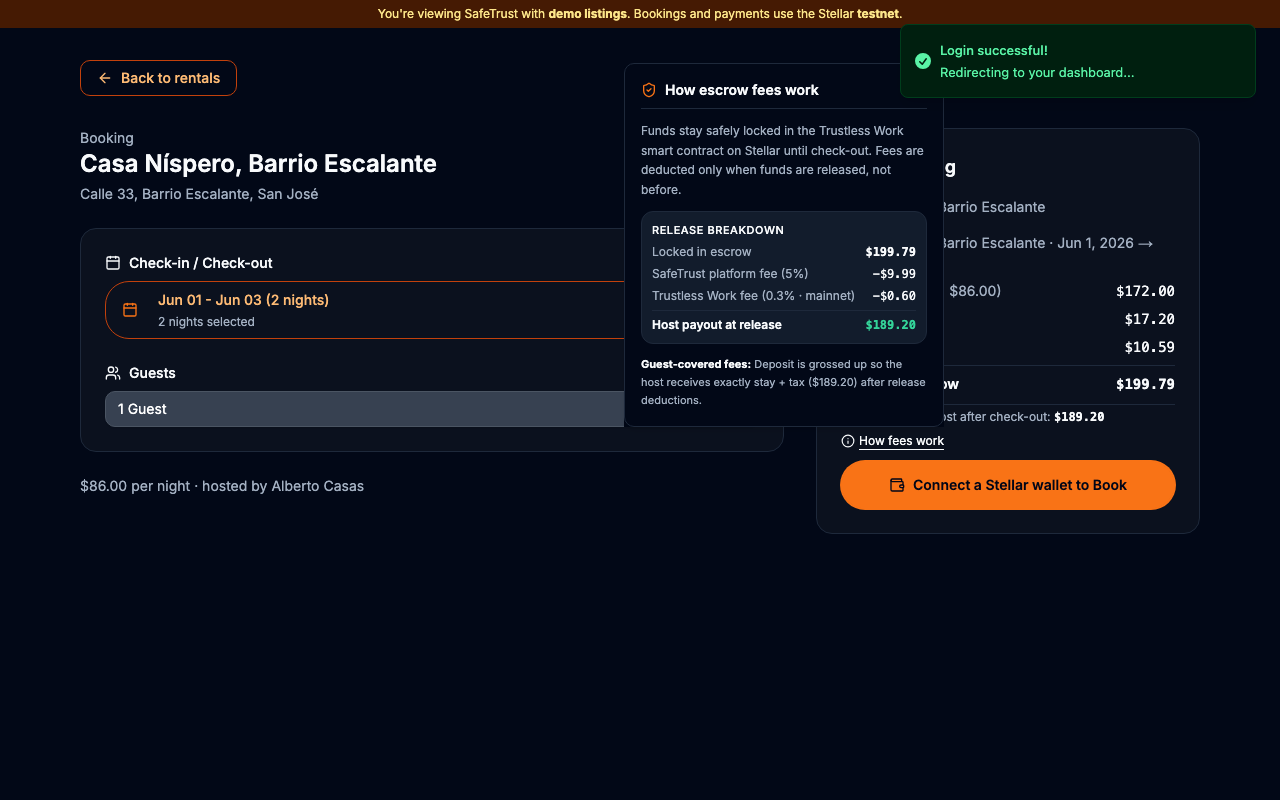 You're viewing SafeTrust with demo listings. Bookings and payments use the Stellar testnet.
Login successful!
Redirecting to your dashboard...
Back to rentals
Booking
Casa Níspero, Barrio Escalante
Calle 33, Barrio Escalante, San José
Check-in / Check-out
Jun 01 - Jun 03 (2 nights)
2 nights selected
Guests
1 Guest
$86.00 per night · hosted by Alberto Casas
How escrow fees work
Funds stay safely locked in the Trustless Work
smart contract on Stellar until check-out. Fees are
deducted only when funds are released, not
before.
RELEASE BREAKDOWN
Locked in escrow $199.79
SafeTrust platform fee (5%) −$9.99
Trustless Work fee (0.3% · mainnet) −$0.60
Host payout at release $189.20
Guest-covered fees: Deposit is grossed up so the
host receives exactly stay + tax ($189.20) after release
deductions.
Barrio Escalante
Barrio Escalante · Jun 1, 2026 →
$86.00) $172.00
$17.20
$10.59
$199.79
after check-out: $189.20
How fees work
Connect a Stellar wallet to Book